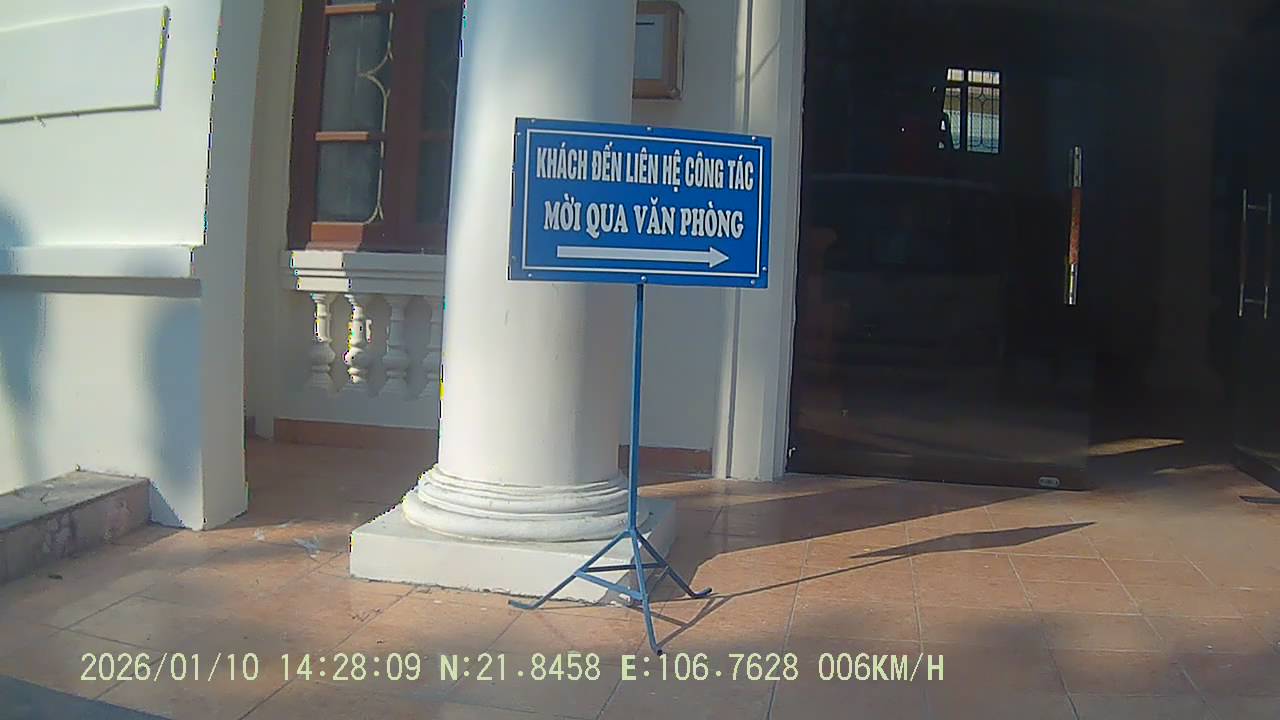 KHÁCH ĐẾN LIÊN HỆ CÔNG TÁC
MỜI QUA VĂN PHÒNG
2026/01/10 14:28:09 N:21.8458 E:106.7628 006KM/H